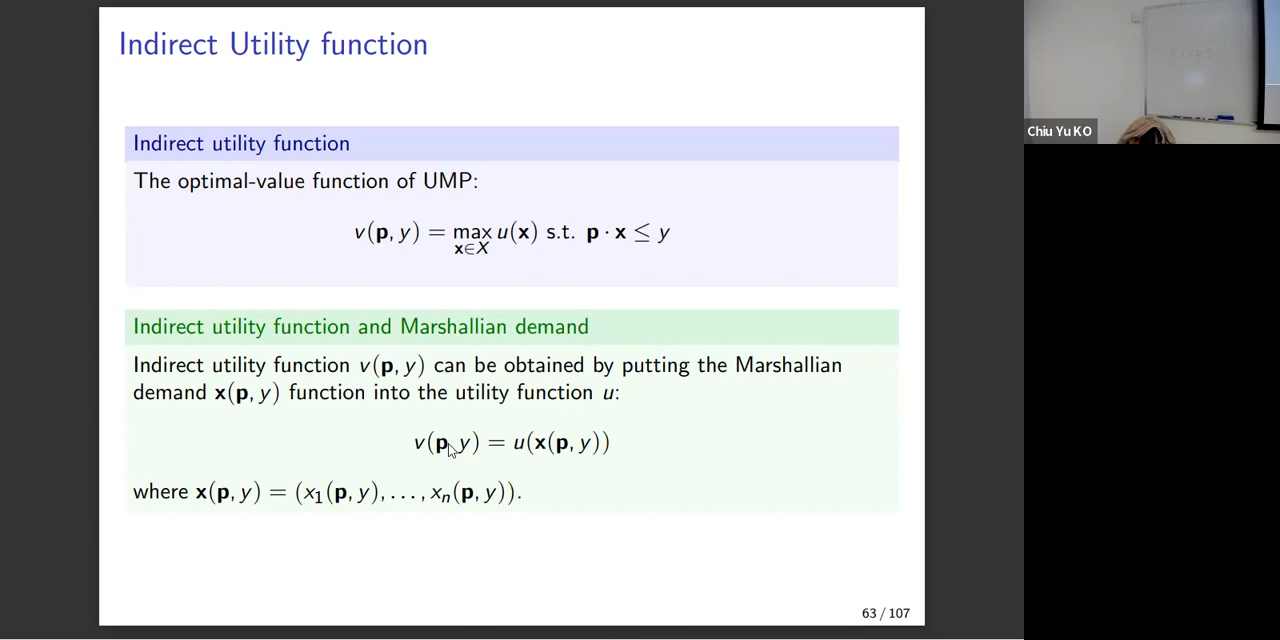 Indirect Utility function
Indirect utility function
The optimal-value function of UMP:
v(p, y) = max u(x) s.t. p · x ≤ y
x∈X
Indirect utility function and Marshallian demand
Indirect utility function v(p, y) can be obtained by putting the Marshallian
demand x(p, y) function into the utility function u:
v(p, y) = u(x(p, y))
where x(p, y) = (x₁(p, y), . . . , xₙ(p, y)).
63 / 107
Chiu Yu KO